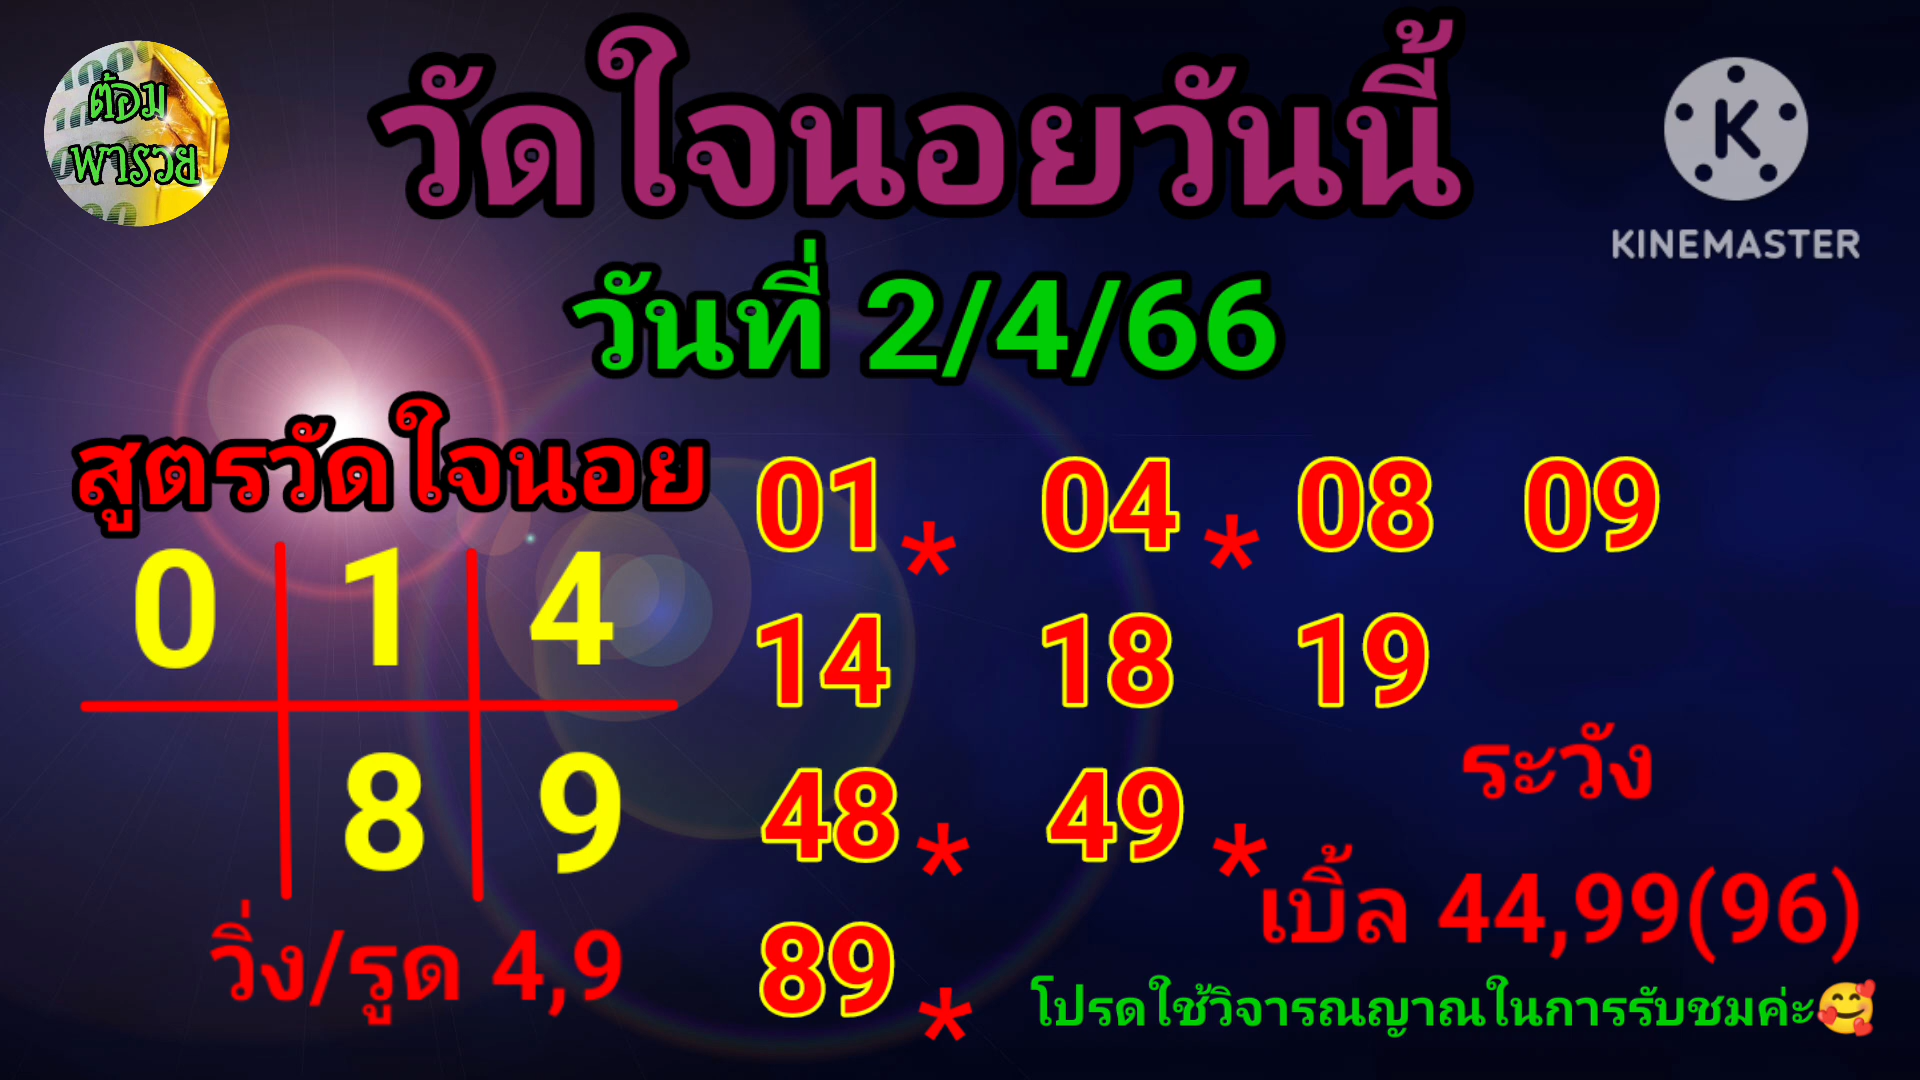 ต้อม
พารวย
วัดใจนอยวันนี้
KINEMASTER
วันที่ 2/4/66
สูตรวัดใจนอย
0 1 4
8 9
วิ่ง/รูด 4,9
01* 04* 08 09
14 18 19
48* 49*
89*
ระวัง
เบิ้ล 44,99(96)
โปรดใช้วิจารณญาณในการรับชมค่ะ🥰